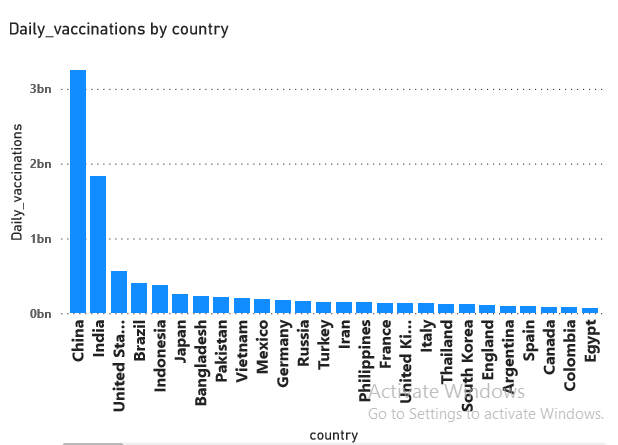 Daily_vaccinations by country
Daily_vaccinations
3bn
2bn
1bn
0bn
China
India
United Sta...
Brazil
Indonesia
Japan
Bangladesh
Pakistan
Vietnam
Mexico
Germany
Russia
Turkey
Iran
Philippines
France
United Ki...
Italy
Thailand
South Korea
England
Argentina
Spain
Canada
Colombia
Egypt
country
Activate Windows
Go to Settings to activate Windows.